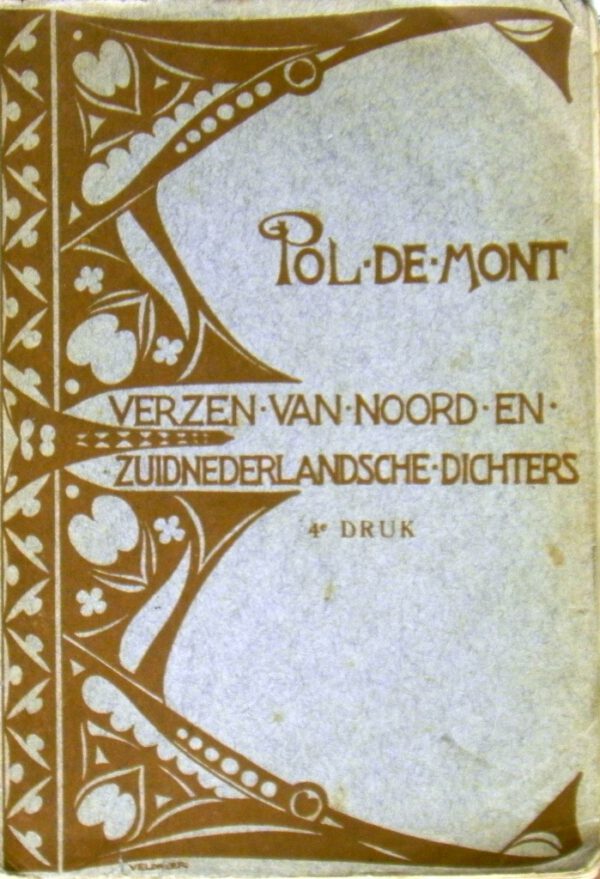 POL·DE·MONT
VERZEN·VAN·NOORD·EN·
ZUIDNEDERLANDSCHE·DICHTERS
4e DRUK